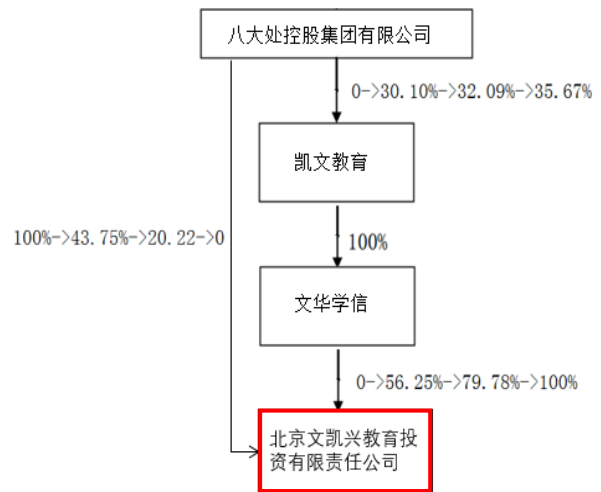 八大处控股集团有限公司
0->30.10%->32.09%->35.67%
凯文教育
100%->43.75%->20.22->0
100%
文华学信
0->56.25%->79.78%->100%
北京文凯兴教育投
资有限责任公司